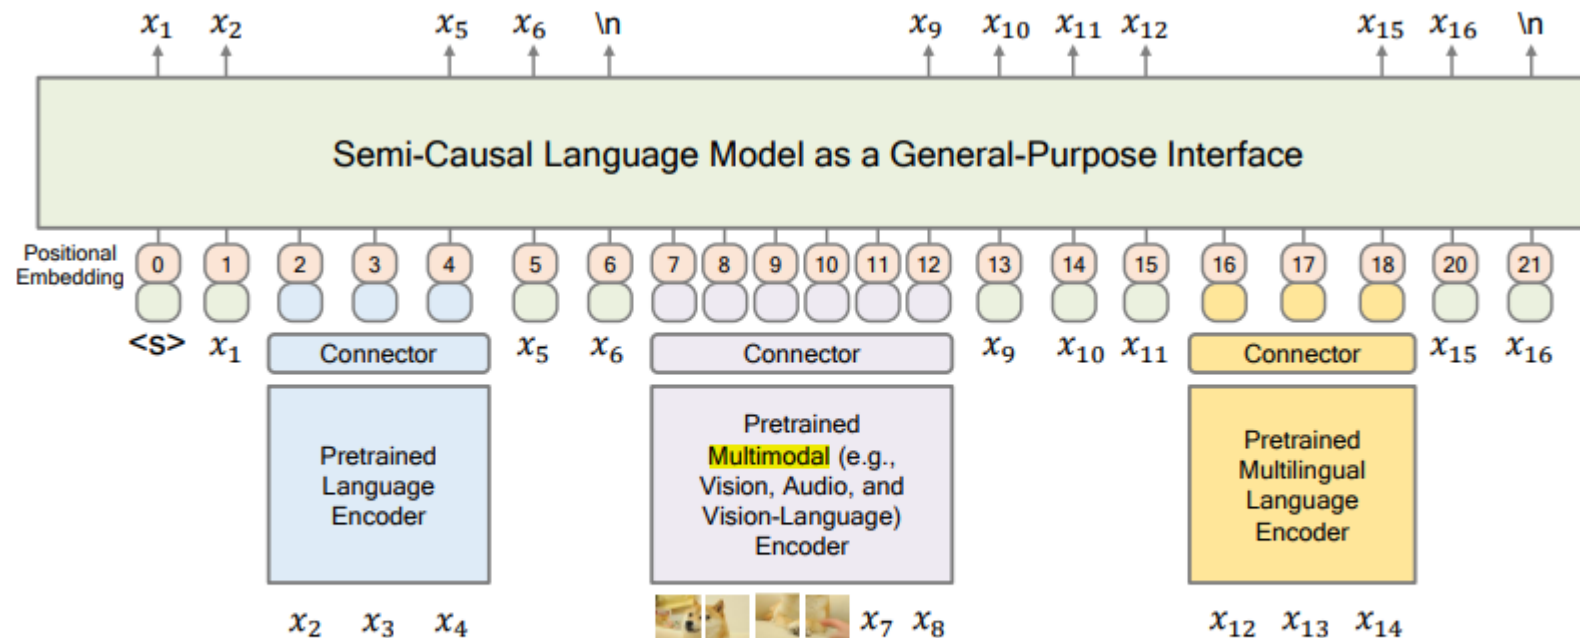 x₁ x₂ x₅ x₆ \n x₉ x₁₀ x₁₁ x₁₂ x₁₅ x₁₆ \n
Semi-Causal Language Model as a General-Purpose Interface
Positional
Embedding
0 1 2 3 4 5 6 7 8 9 10 11 12 13 14 15 16 17 18 20 21
<s> x₁ x₅ x₆ x₉ x₁₀ x₁₁ x₁₅ x₁₆
Connector
Pretrained
Language
Encoder
x₂ x₃ x₄
Connector
Pretrained
Multimodal (e.g.,
Vision, Audio, and
Vision-Language)
Encoder
x₇ x₈
Connector
Pretrained
Multilingual
Language
Encoder
x₁₂ x₁₃ x₁₄